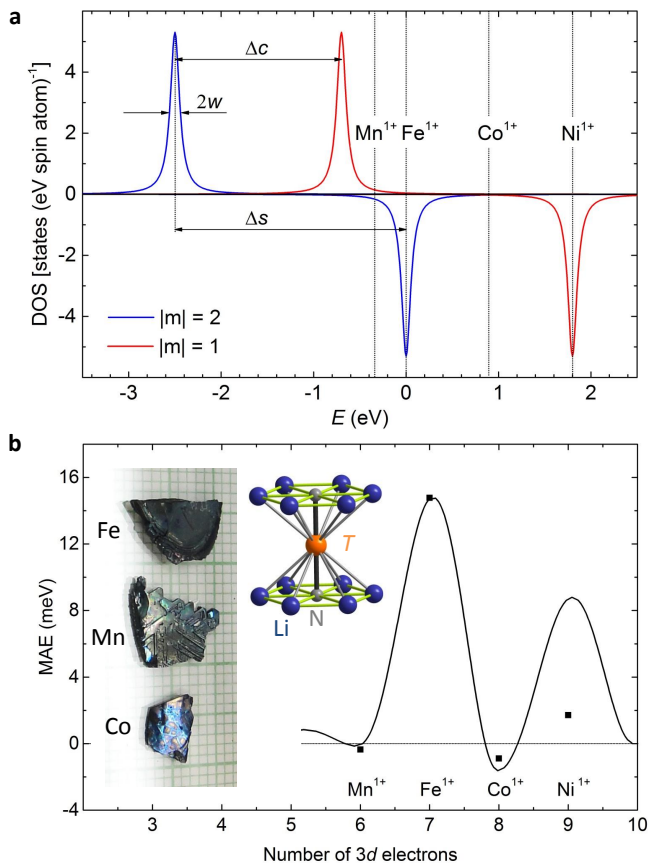 a
4
2
0
-2
-4
-3
-2
-1
0
1
2
DOS [states (eV spin atom)⁻¹]
E (eV)
Δc
2w
Δs
Mn¹⁺
Fe¹⁺
Co¹⁺
Ni¹⁺
|m| = 2
|m| = 1
b
16
12
8
4
0
-4
MAE (meV)
Fe
Mn
Co
T
Li
N
Mn¹⁺
Fe¹⁺
Co¹⁺
Ni¹⁺
2
3
4
5
6
7
8
9
10
Number of 3d electrons